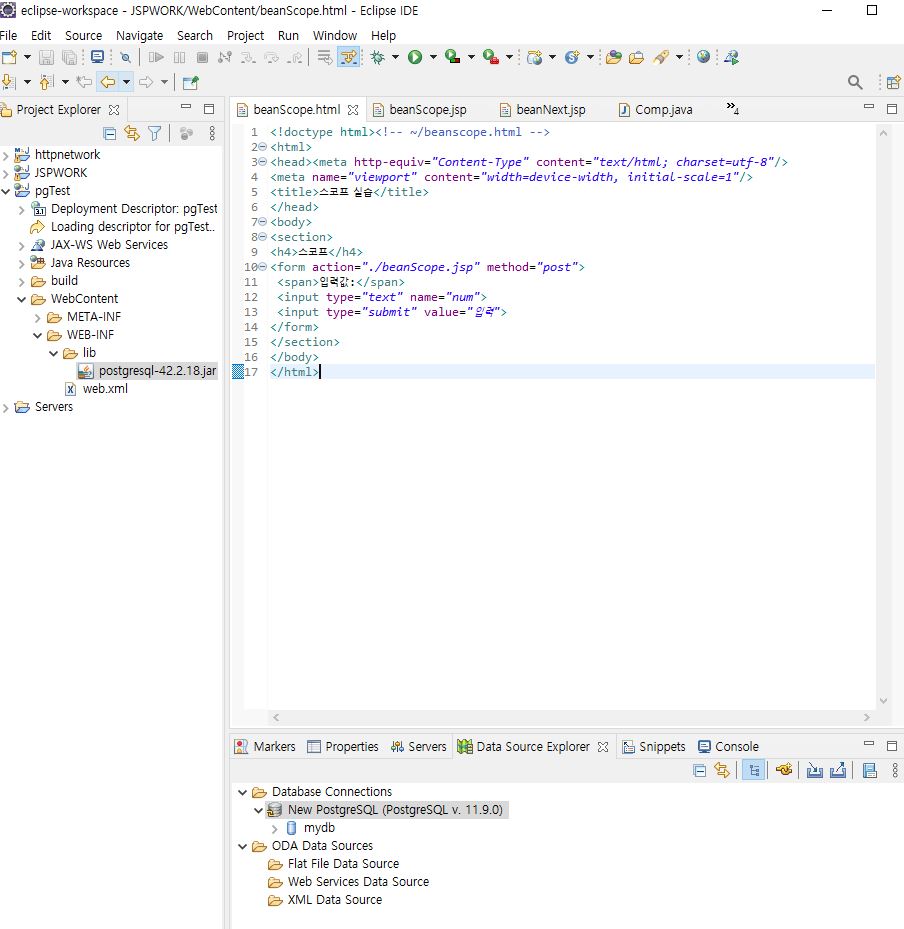 eclipse-workspace - JSPWORK/WebContent/beanScope.html - Eclipse IDE
File Edit Source Navigate Search Project Run Window Help
Project Explorer
httpnetwork
JSPWORK
pgTest
Deployment Descriptor: pgTest
Loading descriptor for pgTest..
JAX-WS Web Services
Java Resources
build
WebContent
META-INF
WEB-INF
lib
postgresql-42.2.18.jar
web.xml
Servers
beanScope.html beanScope.jsp beanNext.jsp Comp.java »4
1 <!doctype html><!-- ~/beanscope.html -->
2 <html>
3 <head><meta http-equiv="Content-Type" content="text/html; charset=utf-8"/>
4 <meta name="viewport" content="width=device-width, initial-scale=1"/>
5 <title>스코프 실습</title>
6 </head>
7 <body>
8 <section>
9 <h4>스코프</h4>
10 <form action="./beanScope.jsp" method="post">
11 <span>입력값:</span>
12 <input type="text" name="num">
13 <input type="submit" value="입력">
14 </form>
15 </section>
16 </body>
17 </html>
Markers Properties Servers Data Source Explorer Snippets Console
Database Connections
New PostgreSQL (PostgreSQL v. 11.9.0)
mydb
ODA Data Sources
Flat File Data Source
Web Services Data Source
XML Data Source